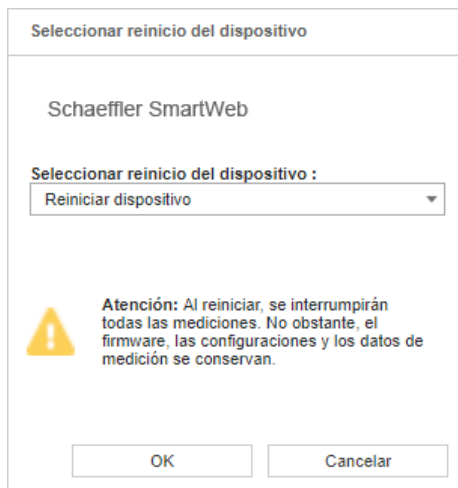 Seleccionar reinicio del dispositivo
Schaeffler SmartWeb
Seleccionar reinicio del dispositivo :
Reiniciar dispositivo
Atención: Al reiniciar, se interrumpirán
todas las mediciones. No obstante, el
firmware, las configuraciones y los datos de
medición se conservan.
OK
Cancelar